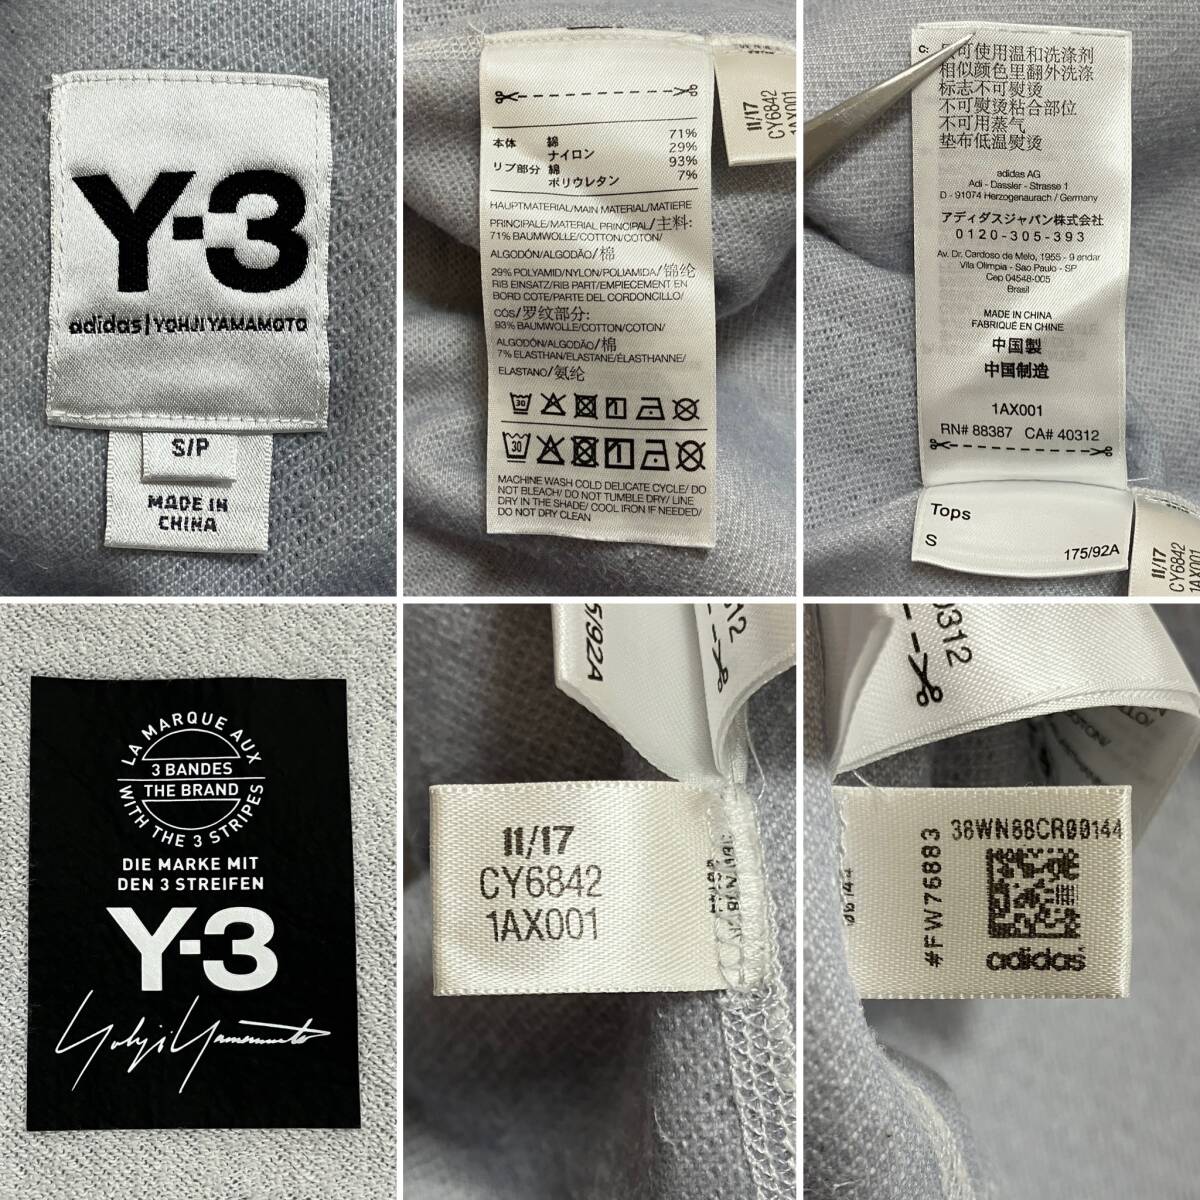 Y-3
adidas | YOHJI YAMAMOTO
S/P
MADE IN
CHINA
本体 綿 71%
ナイロン 29%
リブ部分 綿 93%
ポリウレタン 7%
HAUPTMATERIAL/MAIN MATERIAL/MATIERE
PRINCIPALE/MATERIAL PRINCIPAL/主料:
71% BAUMWOLLE/COTTON/COTON/
ALGODÓN/ALGODÃO/棉
29% POLYAMID/NYLON/POLIAMIDA/锦纶
RIB EINSATZ/RIB PART/EMPIECEMENT EN
BORD COTE/PARTE DEL CORDONCILLO/
CÓS/罗纹部分:
93% BAUMWOLLE/COTTON/COTON/
ALGODÓN/ALGODÃO/棉
7% ELASTHAN/ELASTANE/ÉLASTHANNE/
ELASTANO/氨纶
30
30
MACHINE WASH COLD DELICATE CYCLE/ DO
NOT BLEACH/ DO NOT TUMBLE DRY/ LINE
DRY IN THE SHADE/ COOL IRON IF NEEDED/
DO NOT DRY CLEAN
11/17
CY6842
1AX001
C:
可使用温和洗涤剂
相似颜色里翻外洗涤
标志不可熨烫
不可熨烫粘合部位
不可用蒸气
垫布低温熨烫
adidas AG
Adi - Dassler - Strasse 1
D - 91074 Herzogenaurach / Germany
アディダスジャパン株式会社
0120-305-393
Av. Dr. Cardoso de Melo, 1955 - 9 andar
Vila Olimpia - Sao Paulo - SP
Cep 04548-005
Brasil
MADE IN CHINA
FABRIQUÉ EN CHINE
中国製
中国制造
1AX001
RN# 88387 CA# 40312
Tops
S
175/92A
11/17
CY6842
1AX001
LA MARQUE AUX
3 BANDES
THE BRAND
WITH THE 3 STRIPES
DIE MARKE MIT
DEN 3 STREIFEN
Y-3
Yohji Yamamoto
5/92A
12
11/17
CY6842
1AX001
0312
#FW75883
38WN88CR00144
adidas